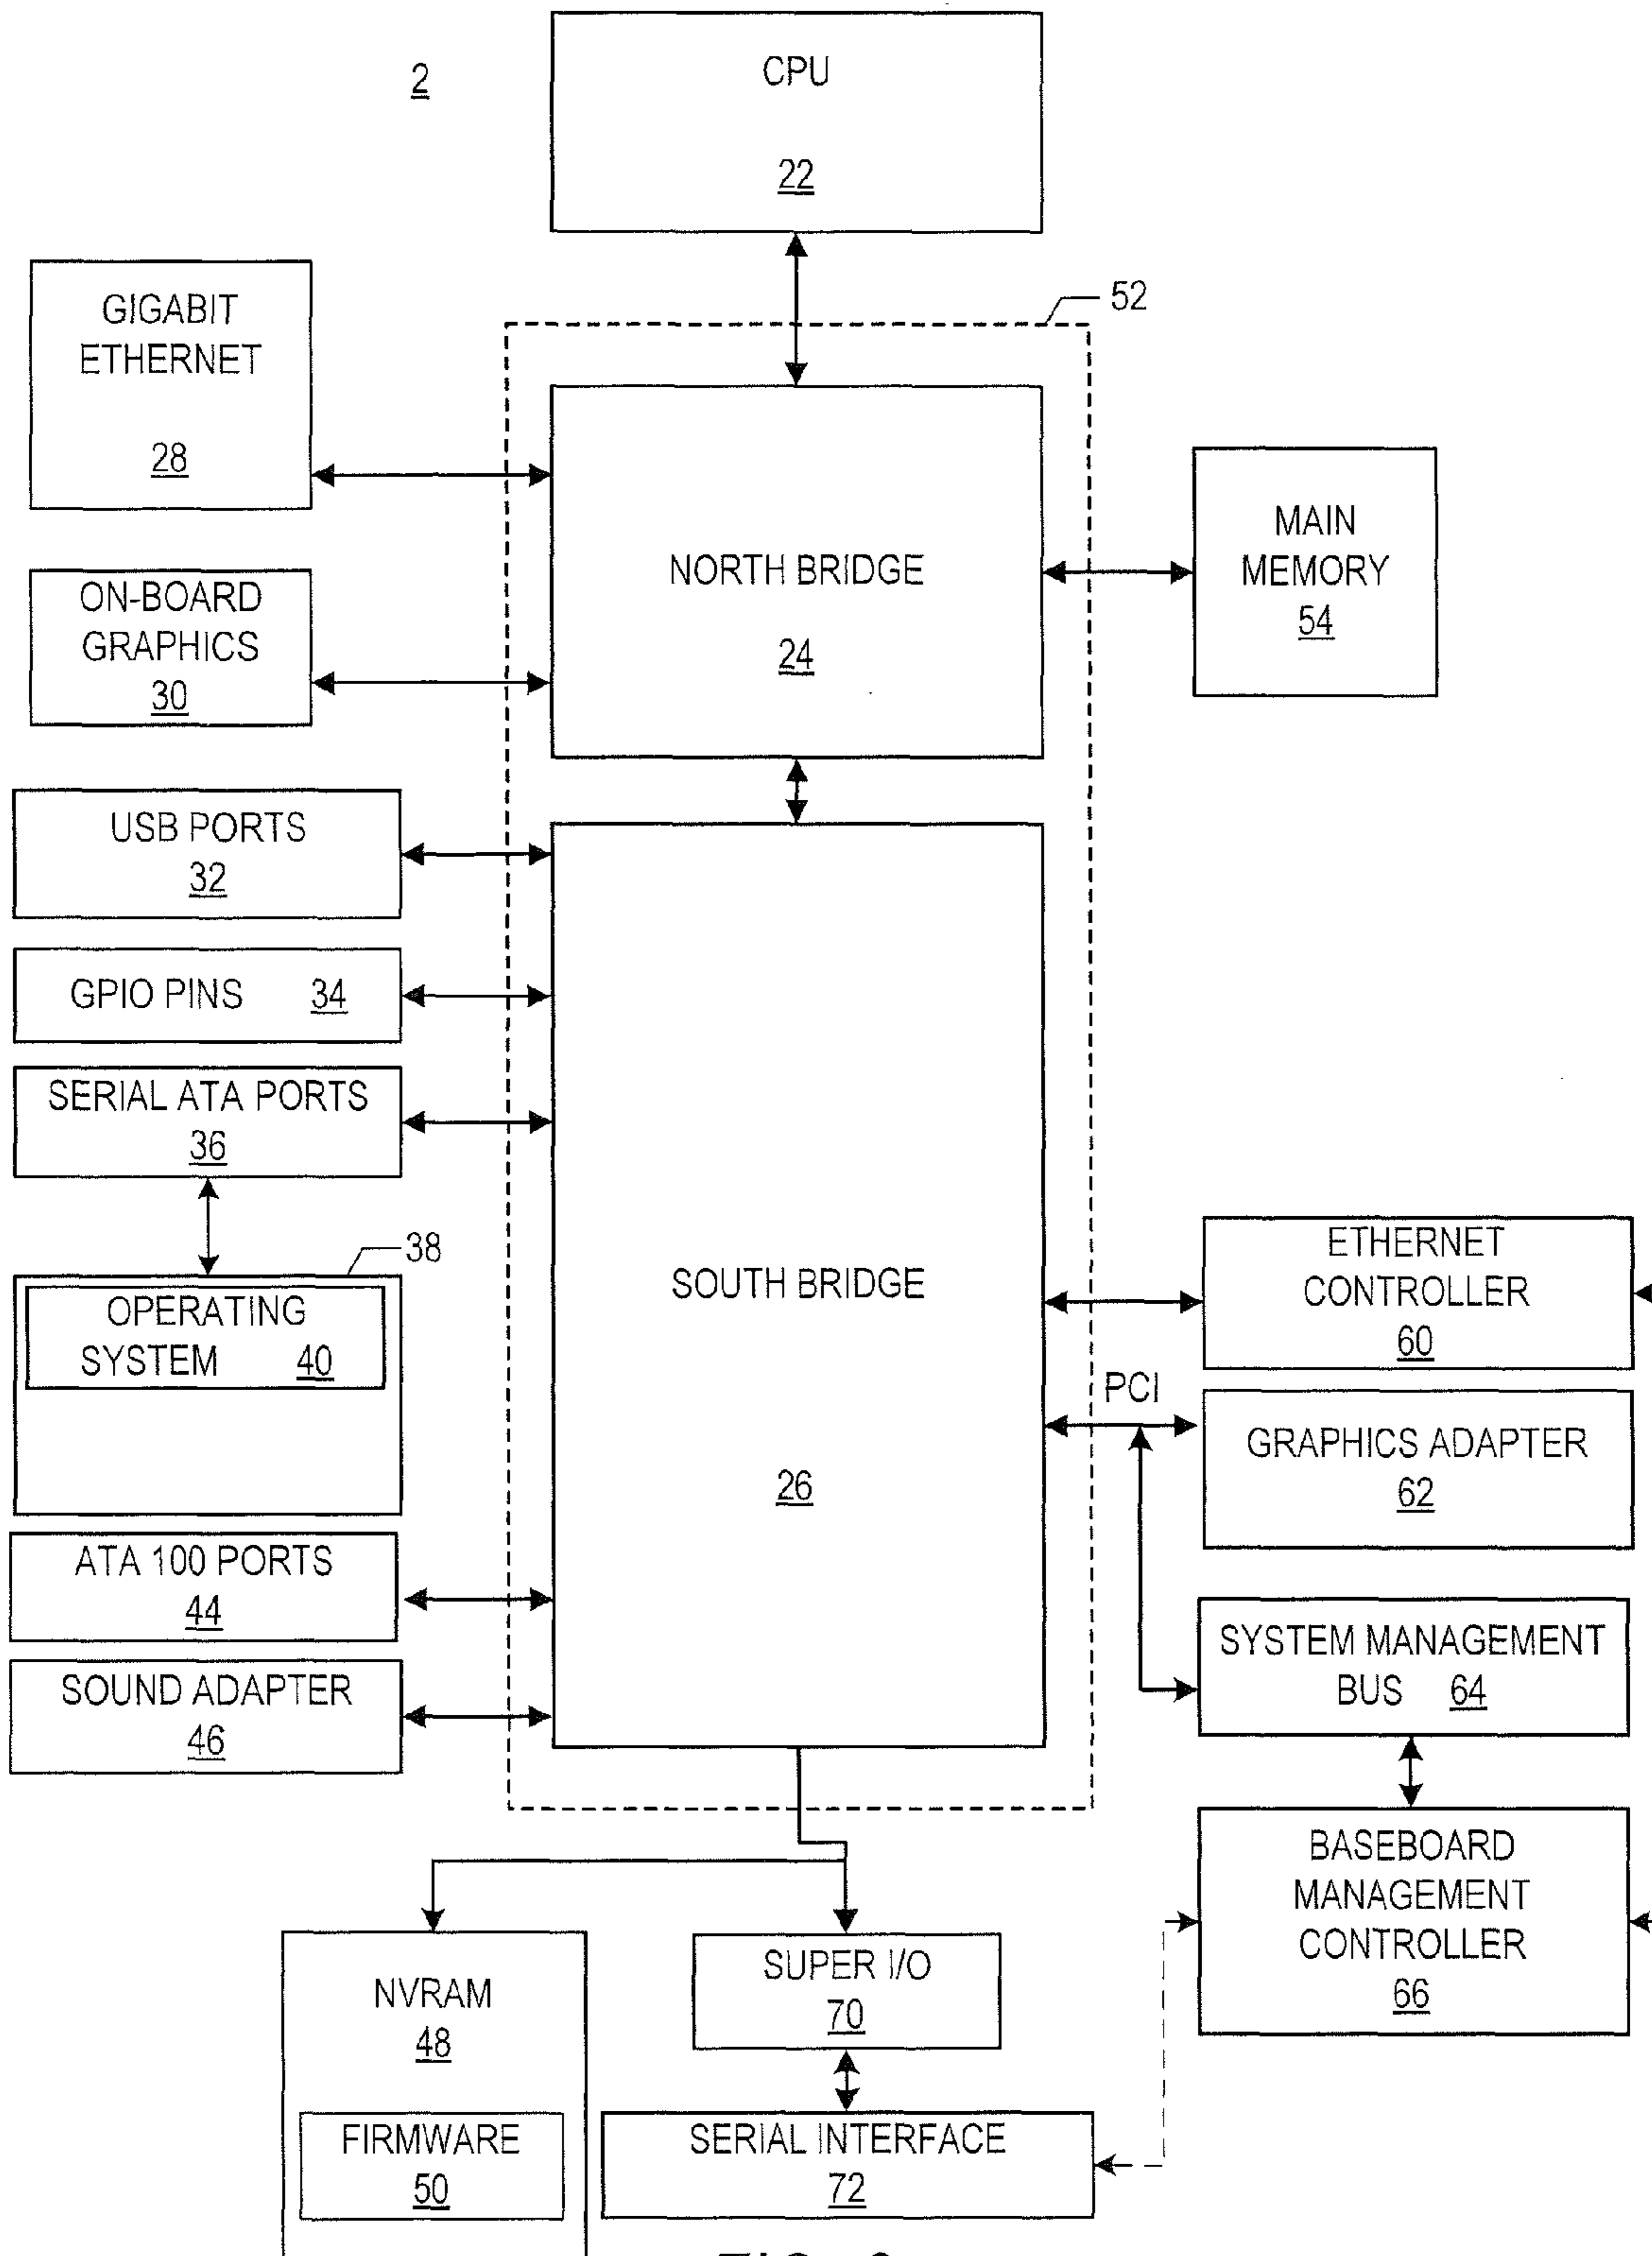 2
CPU
22
52
GIGABIT
ETHERNET
28
NORTH BRIDGE
24
MAIN
MEMORY
54
ON-BOARD
GRAPHICS
30
USB PORTS
32
GPIO PINS 34
SERIAL ATA PORTS
36
38
OPERATING
SYSTEM 40
SOUTH BRIDGE
26
ETHERNET
CONTROLLER
60
PCI
GRAPHICS ADAPTER
62
ATA 100 PORTS
44
SOUND ADAPTER
46
SYSTEM MANAGEMENT
BUS 64
BASEBOARD
MANAGEMENT
CONTROLLER
66
NVRAM
48
FIRMWARE
50
SUPER I/O
70
SERIAL INTERFACE
72